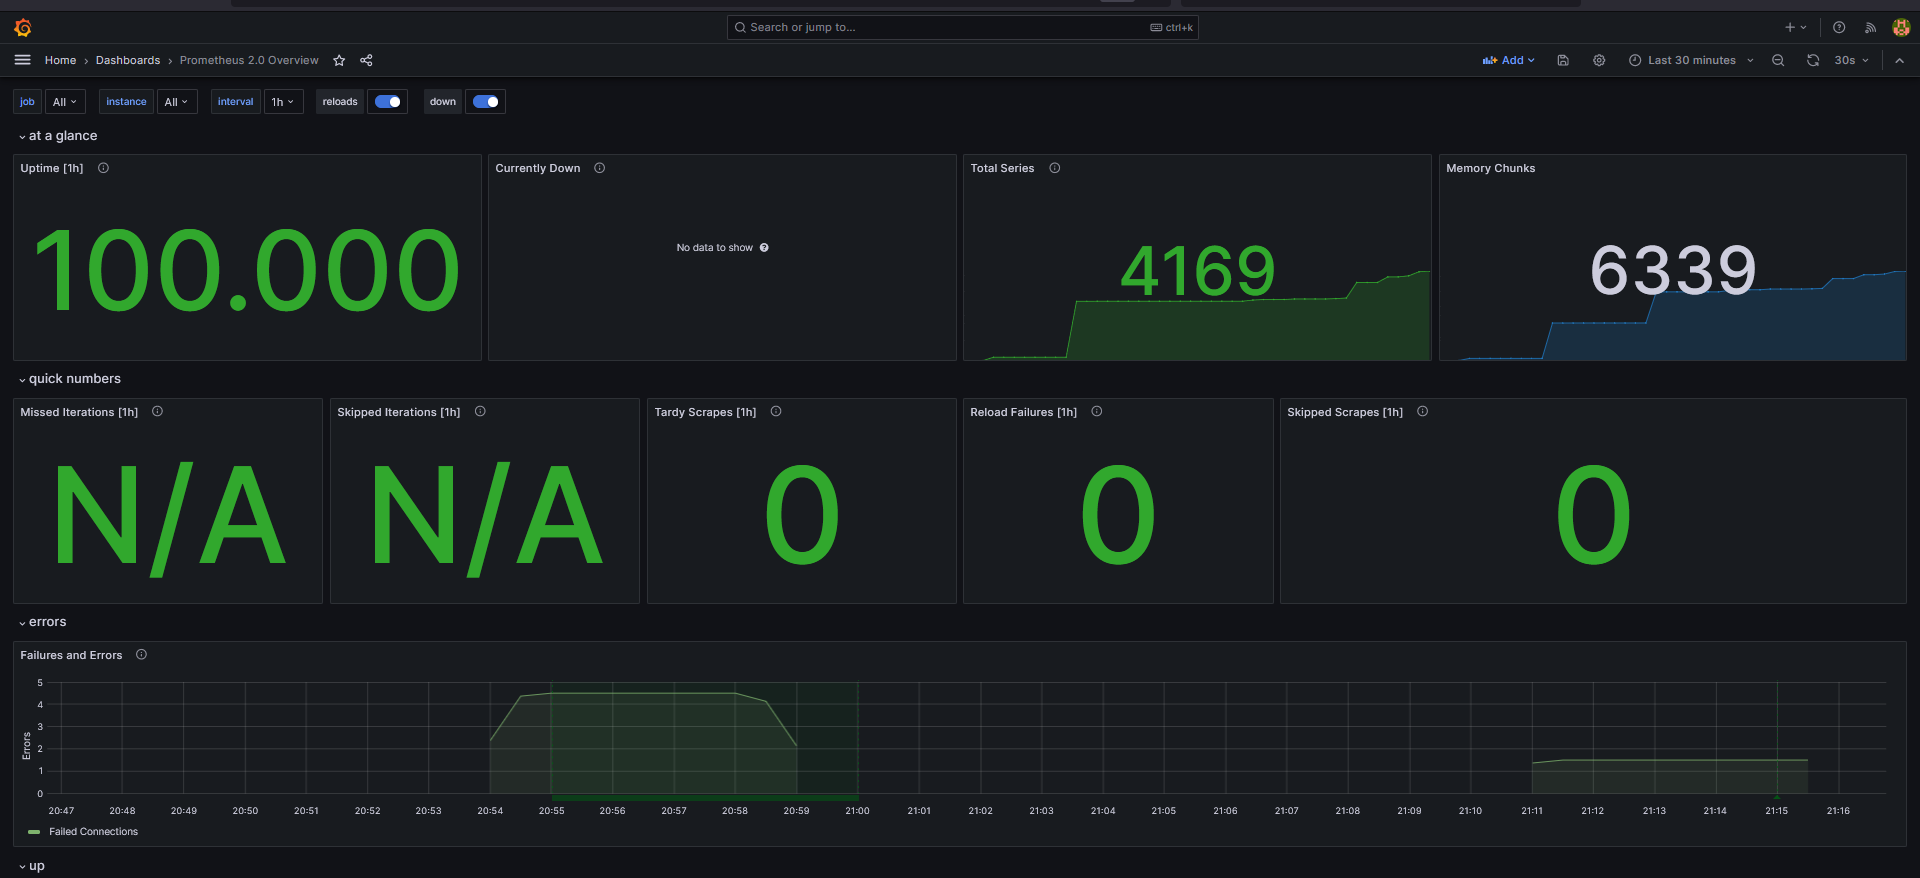 Search or jump to...
ctrl+k
Home › Dashboards › Prometheus 2.0 Overview
Add
Last 30 minutes
30s
job All
instance All
interval 1h
reloads
down
at a glance
Uptime [1h]
100.000
Currently Down
No data to show
Total Series
4169
Memory Chunks
6339
quick numbers
Missed Iterations [1h]
N/A
Skipped Iterations [1h]
N/A
Tardy Scrapes [1h]
0
Reload Failures [1h]
0
Skipped Scrapes [1h]
0
errors
Failures and Errors
Errors
5
4
3
2
1
0
20:47 20:48 20:49 20:50 20:51 20:52 20:53 20:54 20:55 20:56 20:57 20:58 20:59 21:00 21:01 21:02 21:03 21:04 21:05 21:06 21:07 21:08 21:09 21:10 21:11 21:12 21:13 21:14 21:15 21:16
Failed Connections
up